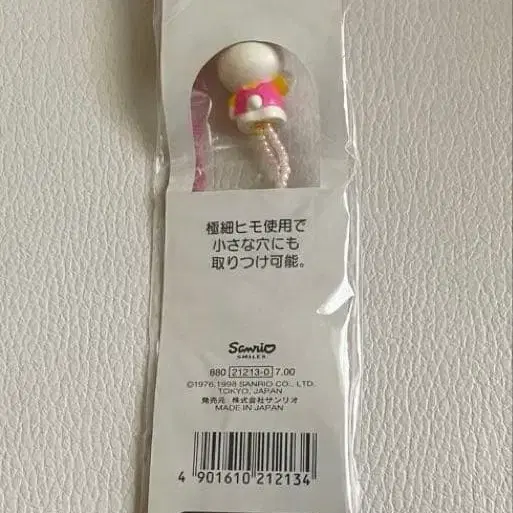 極細ヒモ使用で
小さな穴にも
取りつけ可能。
Sanrio
SMILES
880 21213-0 7.00
©1976,1998 SANRIO CO., LTD.
TOKYO, JAPAN
発売元 株式会社サンリオ
MADE IN JAPAN
4 901610 212134